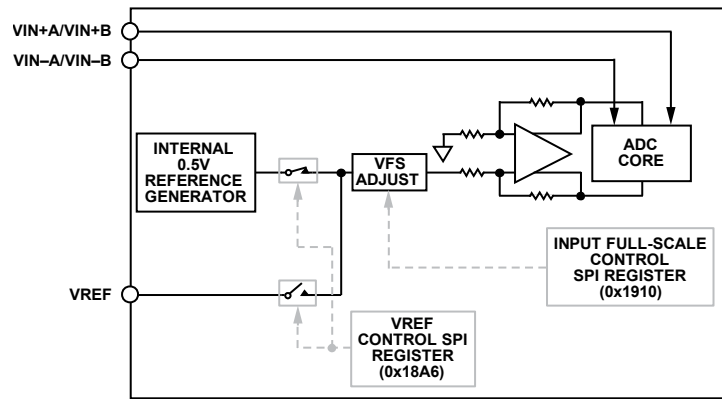 VIN+A/VIN+B
VIN–A/VIN–B
INTERNAL
0.5V
REFERENCE
GENERATOR
VFS
ADJUST
ADC
CORE
INPUT FULL-SCALE
CONTROL
SPI REGISTER
(0x1910)
VREF
VREF
CONTROL SPI
REGISTER
(0x18A6)